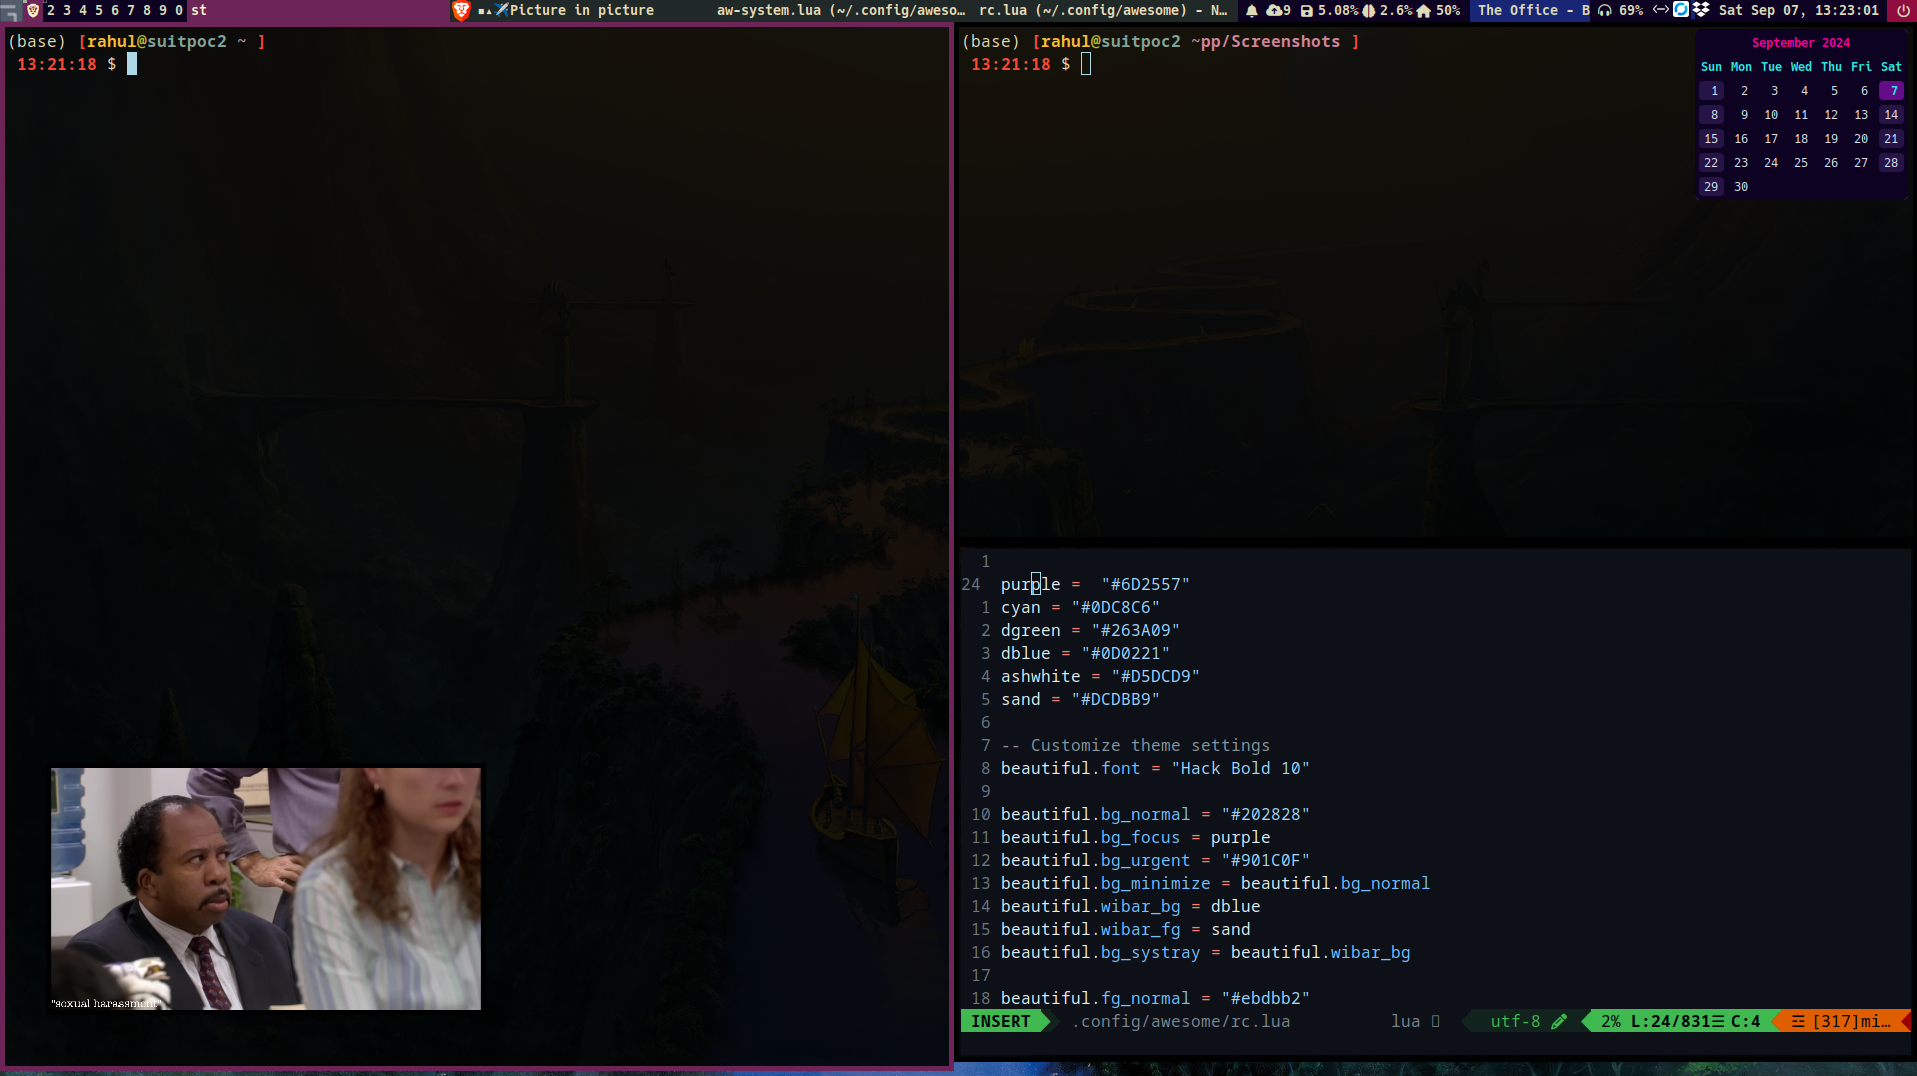 2 3 4 5 6 7 8 9 0 st
Picture in picture
aw-system.lua (~/.config/aweso…
rc.lua (~/.config/awesome) - N…
9 5.08% 2.6% 50%
The Office - B
69%
Sat Sep 07, 13:23:01
(base) [rahul@suitpoc2 ~ ]
13:21:18 $
(base) [rahul@suitpoc2 ~pp/Screenshots ]
13:21:18 $
September 2024
Sun Mon Tue Wed Thu Fri Sat
1 2 3 4 5 6 7
8 9 10 11 12 13 14
15 16 17 18 19 20 21
22 23 24 25 26 27 28
29 30
1
24 purple =  "#6D2557"
1 cyan = "#0DC8C6"
2 dgreen = "#263A09"
3 dblue = "#0D0221"
4 ashwhite = "#D5DCD9"
5 sand = "#DCDBB9"
6
7 -- Customize theme settings
8 beautiful.font = "Hack Bold 10"
9
10 beautiful.bg_normal = "#202828"
11 beautiful.bg_focus = purple
12 beautiful.bg_urgent = "#901C0F"
13 beautiful.bg_minimize = beautiful.bg_normal
14 beautiful.wibar_bg = dblue
15 beautiful.wibar_fg = sand
16 beautiful.bg_systray = beautiful.wibar_bg
17
18 beautiful.fg_normal = "#ebdbb2"
INSERT .config/awesome/rc.lua lua utf-8 2% L:24/831 C:4 [317]mi…
"sexual harassment"